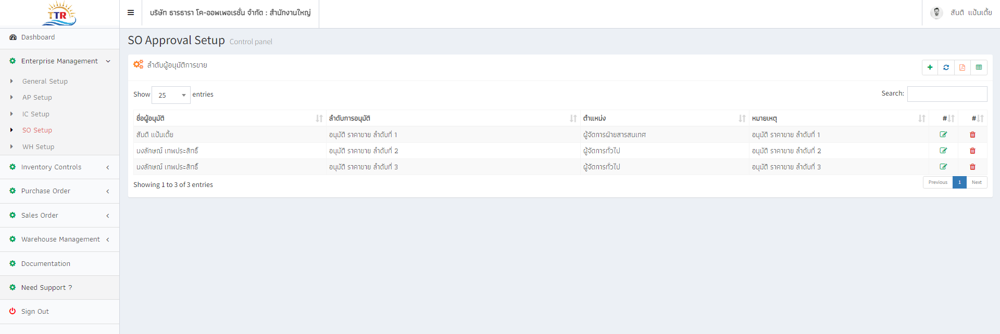 TTR
บริษัท ธารธารา โค-ออพเพอเรชั่น จำกัด : สำนักงานใหญ่
สันติ แป้นเตี้ย
Dashboard
Enterprise Management
General Setup
AP Setup
IC Setup
SO Setup
WH Setup
Inventory Controls
Purchase Order
Sales Order
Warehouse Management
Documentation
Need Support ?
Sign Out
SO Approval Setup Control panel
ลำดับผู้อนุมัติการขาย
Show 25 entries
Search:
ชื่อผู้อนุมัติ ลำดับการอนุมัติ ตำแหน่ง หมายเหตุ # #
สันติ แป้นเตี้ย อนุมัติ ราคาขาย ลำดับที่ 1 ผู้จัดการฝ่ายสารสนเทศ อนุมัติ ราคาขาย ลำดับที่ 1
นงลักษณ์ เทพประสิทธิ์ อนุมัติ ราคาขาย ลำดับที่ 2 ผู้จัดการทั่วไป อนุมัติ ราคาขาย ลำดับที่ 2
นงลักษณ์ เทพประสิทธิ์ อนุมัติ ราคาขาย ลำดับที่ 3 ผู้จัดการทั่วไป อนุมัติ ราคาขาย ลำดับที่ 3
Showing 1 to 3 of 3 entries
Previous 1 Next